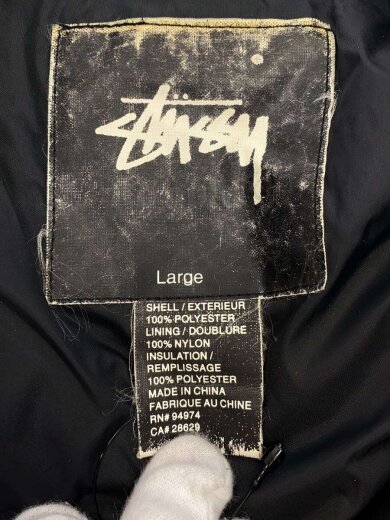 Stüssy
Large
SHELL / EXTERIEUR
100% POLYESTER
LINING / DOUBLURE
100% NYLON
INSULATION /
REMPLISSAGE
100% POLYESTER
MADE IN CHINA
FABRIQUE AU CHINE
RN# 94974
CA# 28629